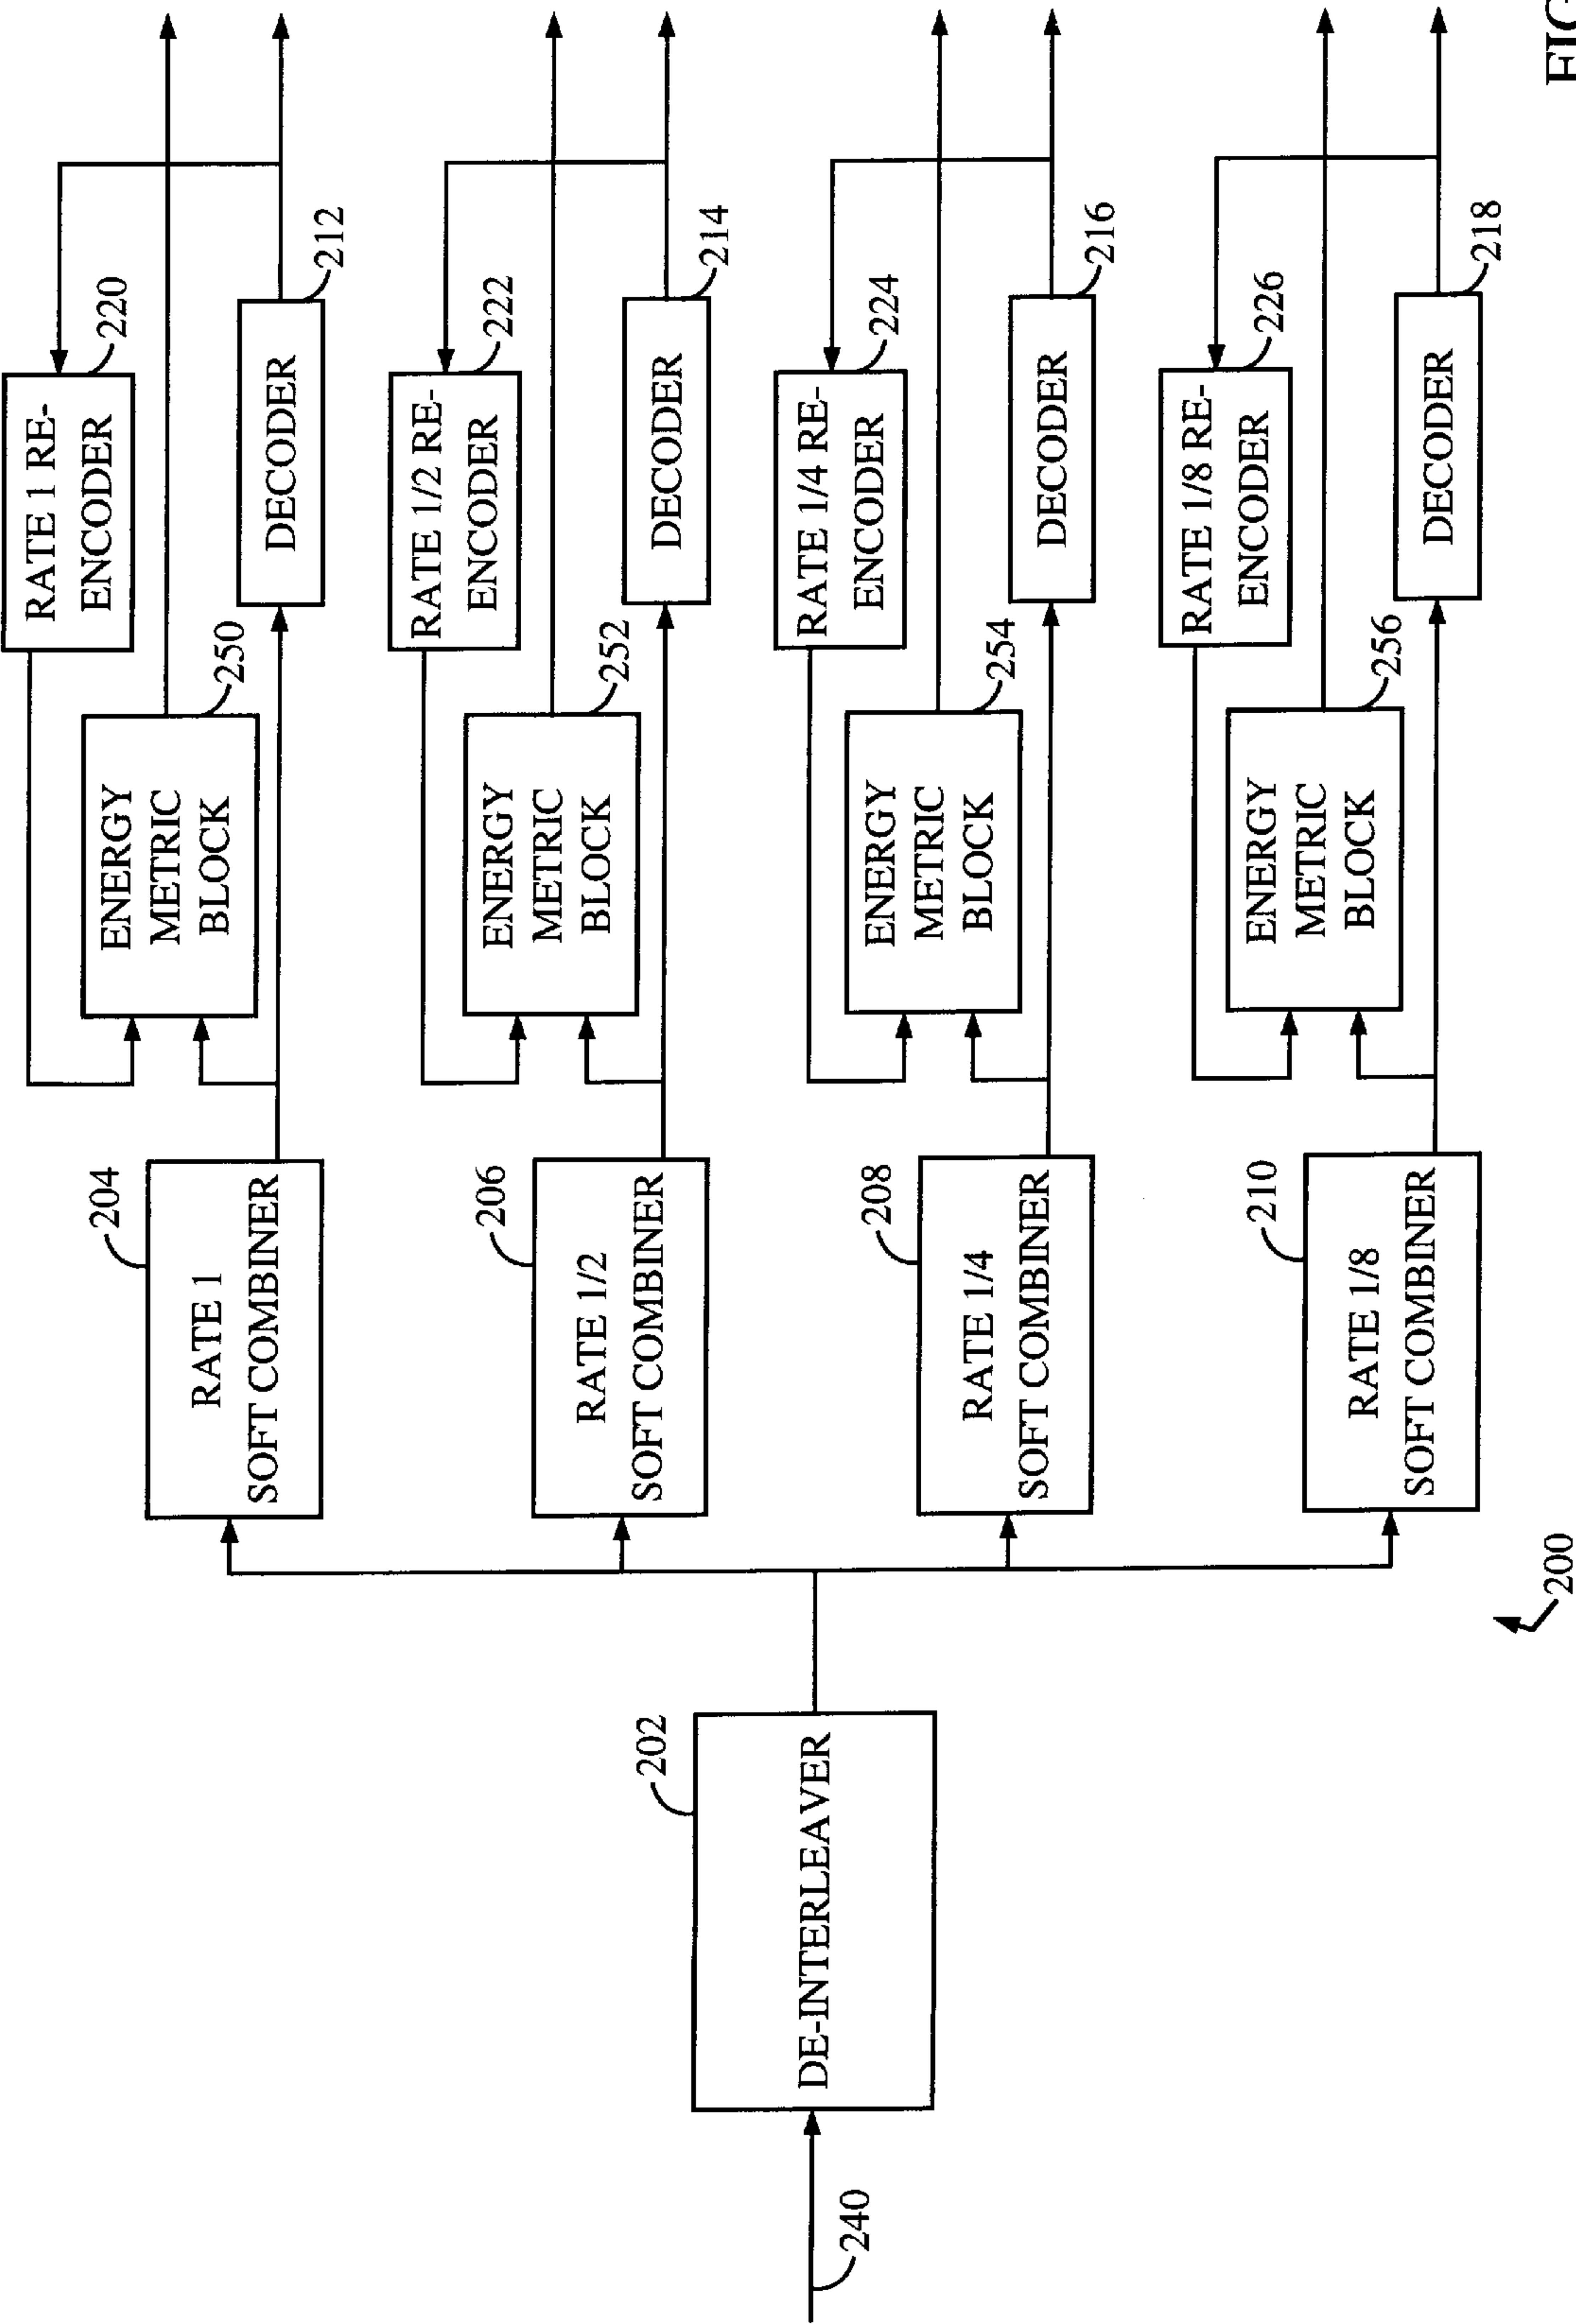 240
DE-INTERLEAVER
202
200
RATE 1
SOFT COMBINER
204
ENERGY
METRIC
BLOCK
250
RATE 1 RE-
ENCODER
220
DECODER
212
RATE 1/2
SOFT COMBINER
206
ENERGY
METRIC
BLOCK
252
RATE 1/2 RE-
ENCODER
222
DECODER
214
RATE 1/4
SOFT COMBINER
208
ENERGY
METRIC
BLOCK
254
RATE 1/4 RE-
ENCODER
224
DECODER
216
RATE 1/8
SOFT COMBINER
210
ENERGY
METRIC
BLOCK
256
RATE 1/8 RE-
ENCODER
226
DECODER
218